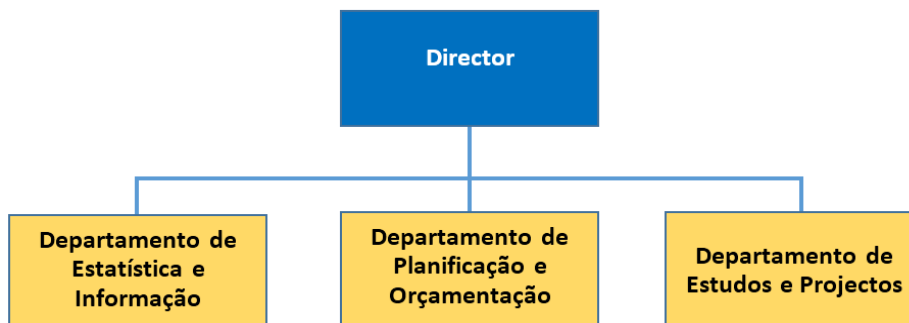 Director
Departamento de
Estatística e
Informação
Departamento de
Planificação e
Orçamentação
Departamento de
Estudos e Projectos